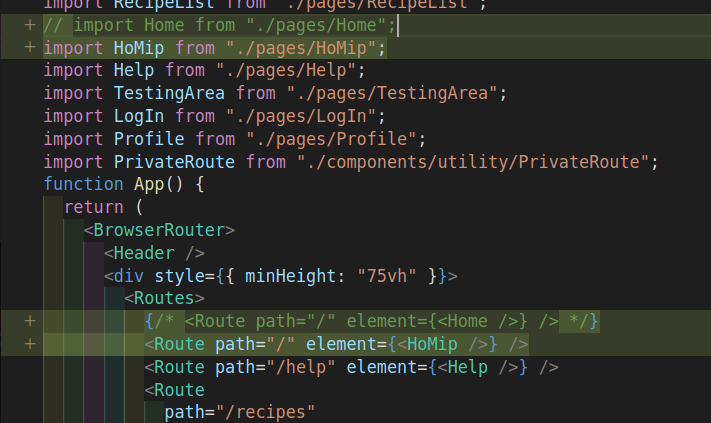 import RecipeList from "./pages/RecipeList";
+ // import Home from "./pages/Home";
+ import HoMip from "./pages/HoMip";
import Help from "./pages/Help";
import TestingArea from "./pages/TestingArea";
import LogIn from "./pages/LogIn";
import Profile from "./pages/Profile";
import PrivateRoute from "./components/utility/PrivateRoute";
function App() {
return (
<BrowserRouter>
<Header />
<div style={{ minHeight: "75vh" }}>
<Routes>
+ {/* <Route path="/" element={<Home />} /> */}
+ <Route path="/" element={<HoMip />} />
<Route path="/help" element={<Help />} />
<Route
path="/recipes"